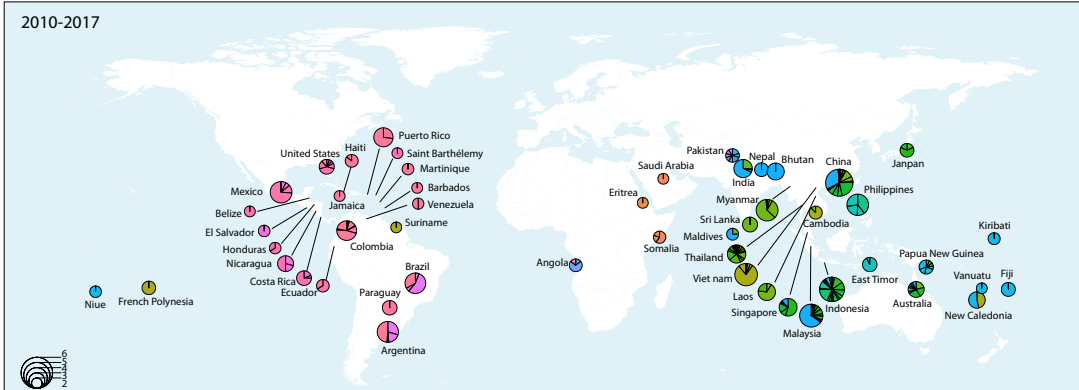 2010-2017
Puerto Rico
Haiti
United States
Saint Barthélemy
Martinique
Mexico
Barbados
Jamaica
Venezuela
Belize
Suriname
El Salvador
Colombia
Honduras
Nicaragua
Costa Rica
Ecuador
Brazil
Paraguay
Argentina
Niue
French Polynesia
Pakistan
Nepal
Bhutan
China
Janpan
Saudi Arabia
India
Eritrea
Myanmar
Philippines
Sri Lanka
Cambodia
Maldives
Somalia
Thailand
Kiribati
Angola
Papua New Guinea
Viet nam
East Timor
Vanuatu
Fiji
Laos
Australia
Singapore
Indonesia
New Caledonia
Malaysia
6
5
4
3
2